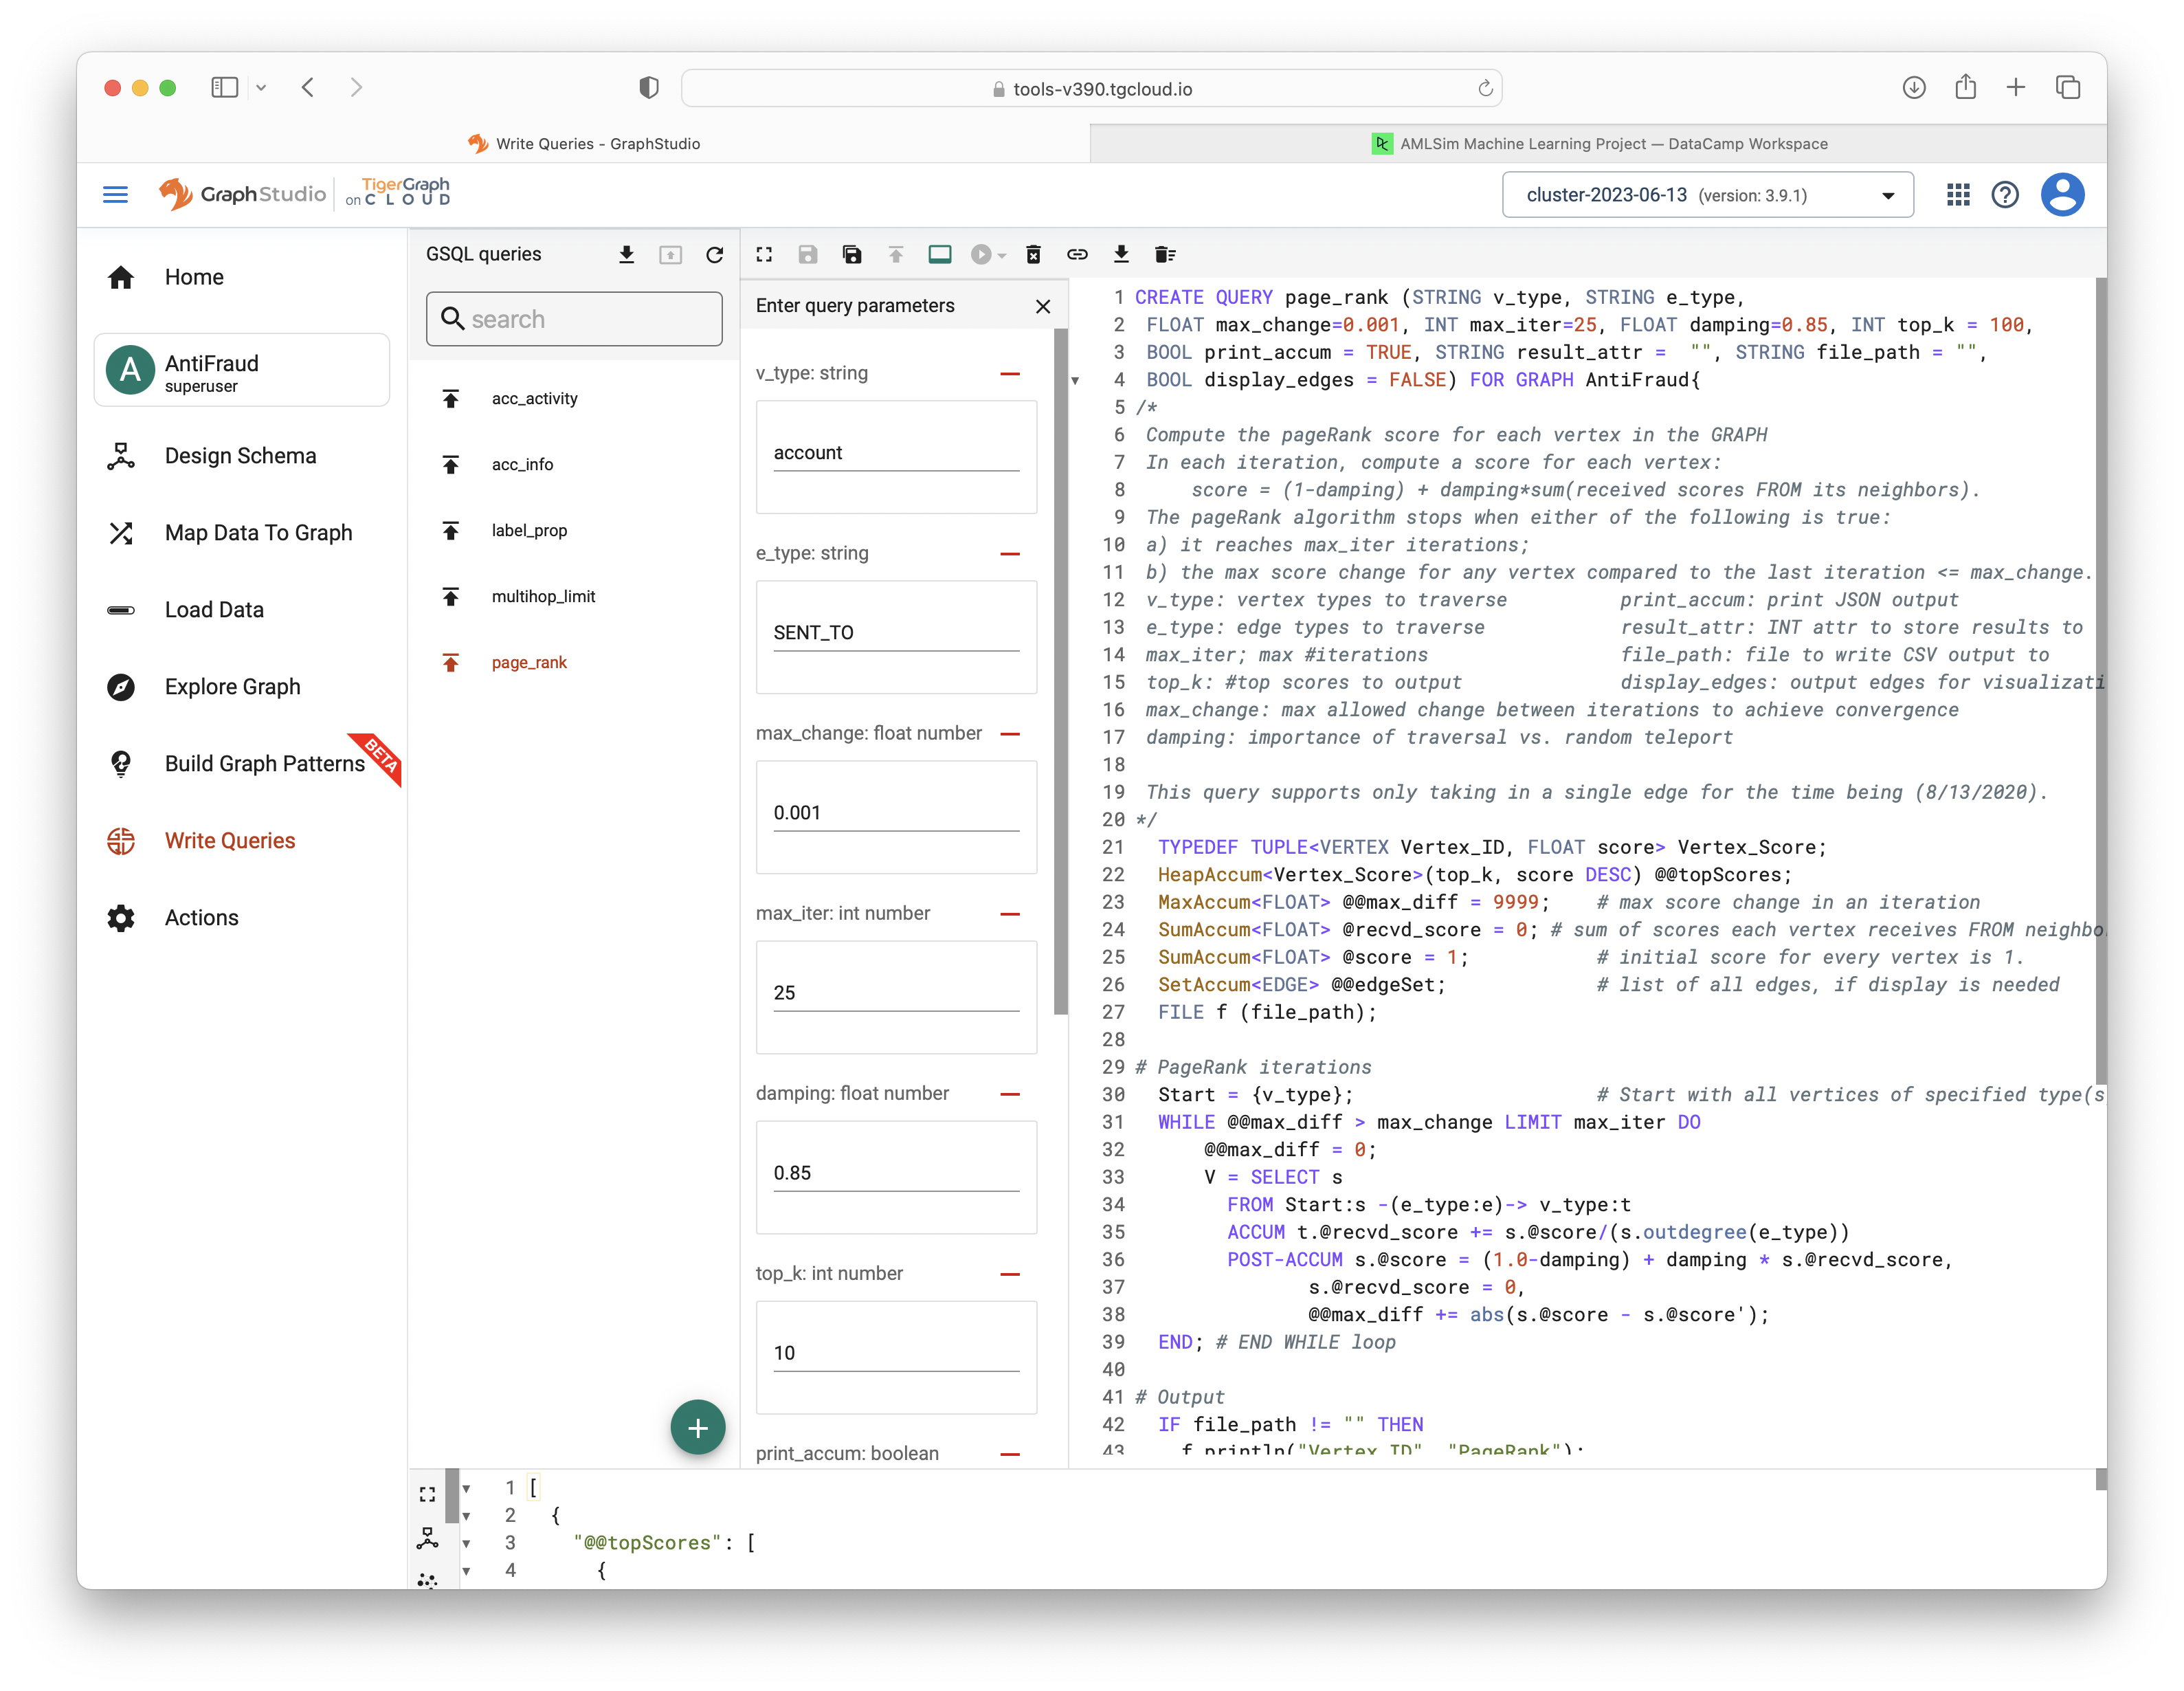 tools-v390.tgcloud.io
Write Queries - GraphStudio
AMLSim Machine Learning Project — DataCamp Workspace
GraphStudio
TigerGraph
on CLOUD
cluster-2023-06-13 (version: 3.9.1)
Home
A
AntiFraud
superuser
Design Schema
Map Data To Graph
Load Data
Explore Graph
Build Graph Patterns
BETA
Write Queries
Actions
GSQL queries
search
acc_activity
acc_info
label_prop
multihop_limit
page_rank
Enter query parameters
v_type: string
account
e_type: string
SENT_TO
max_change: float number
0.001
max_iter: int number
25
damping: float number
0.85
top_k: int number
10
print_accum: boolean
1 CREATE QUERY page_rank (STRING v_type, STRING e_type,
2 FLOAT max_change=0.001, INT max_iter=25, FLOAT damping=0.85, INT top_k = 100,
3 BOOL print_accum = TRUE, STRING result_attr =  "", STRING file_path = "",
4 BOOL display_edges = FALSE) FOR GRAPH AntiFraud{
5 /*
6 Compute the pageRank score for each vertex in the GRAPH
7 In each iteration, compute a score for each vertex:
8     score = (1-damping) + damping*sum(received scores FROM its neighbors).
9 The pageRank algorithm stops when either of the following is true:
10 a) it reaches max_iter iterations;
11 b) the max score change for any vertex compared to the last iteration <= max_change.
12 v_type: vertex types to traverse          print_accum: print JSON output
13 e_type: edge types to traverse            result_attr: INT attr to store results to
14 max_iter; max #iterations                 file_path: file to write CSV output to
15 top_k: #top scores to output              display_edges: output edges for visualizati
16 max_change: max allowed change between iterations to achieve convergence
17 damping: importance of traversal vs. random teleport
18
19 This query supports only taking in a single edge for the time being (8/13/2020).
20 */
21   TYPEDEF TUPLE<VERTEX Vertex_ID, FLOAT score> Vertex_Score;
22   HeapAccum<Vertex_Score>(top_k, score DESC) @@topScores;
23   MaxAccum<FLOAT> @@max_diff = 9999;    # max score change in an iteration
24   SumAccum<FLOAT> @recvd_score = 0; # sum of scores each vertex receives FROM neighbo
25   SumAccum<FLOAT> @score = 1;           # initial score for every vertex is 1.
26   SetAccum<EDGE> @@edgeSet;             # list of all edges, if display is needed
27   FILE f (file_path);
28
29 # PageRank iterations
30   Start = {v_type};                     # Start with all vertices of specified type(s
31   WHILE @@max_diff > max_change LIMIT max_iter DO
32       @@max_diff = 0;
33       V = SELECT s
34         FROM Start:s -(e_type:e)-> v_type:t
35         ACCUM t.@recvd_score += s.@score/(s.outdegree(e_type))
36         POST-ACCUM s.@score = (1.0-damping) + damping * s.@recvd_score,
37                s.@recvd_score = 0,
38                @@max_diff += abs(s.@score - s.@score');
39   END; # END WHILE loop
40
41 # Output
42   IF file_path != "" THEN
43     f.println("Vertex_ID", "PageRank");
1 [
2   {
3     "@@topScores": [
4       {